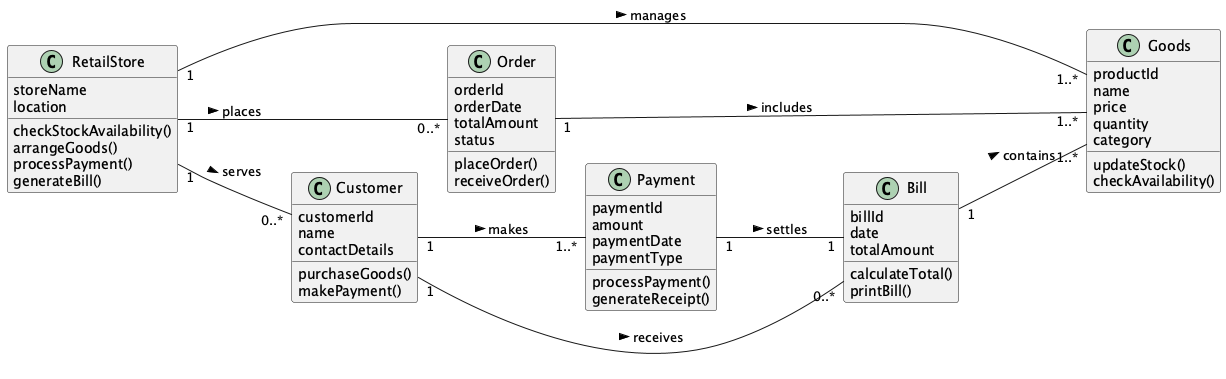 manages
C RetailStore
storeName
location
checkStockAvailability()
arrangeGoods()
processPayment()
generateBill()
1
1..*
places
1
0..*
serves
1
0..*
C Order
orderId
orderDate
totalAmount
status
placeOrder()
receiveOrder()
includes
1
1..*
C Goods
productId
name
price
quantity
category
updateStock()
checkAvailability()
C Customer
customerId
name
contactDetails
purchaseGoods()
makePayment()
makes
1
1..*
C Payment
paymentId
amount
paymentDate
paymentType
processPayment()
generateReceipt()
settles
1
1
C Bill
billId
date
totalAmount
calculateTotal()
printBill()
contains
1
1..*
receives
1
0..*